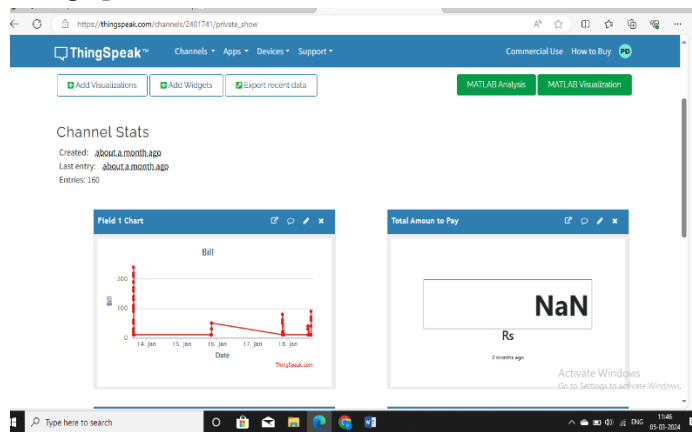 https://thingspeak.com/channels/2401741/private_show
ThingSpeak™ Channels Apps Devices Support Commercial Use How to Buy PD
Add Visualizations Add Widgets Export recent data MATLAB Analysis MATLAB Visualization
Channel Stats
Created: about a month ago
Last entry: about a month ago
Entries: 160
Field 1 Chart
Bill
Bill
200
100
0
14. Jan 15. Jan 16. Jan 17. Jan 18. Jan
Date
ThingSpeak.com
Total Amoun to Pay
NaN
Rs
2 months ago
Activate Windows
Go to Settings to activate Windows.
Type here to search
ENG
11:46
05-03-2024